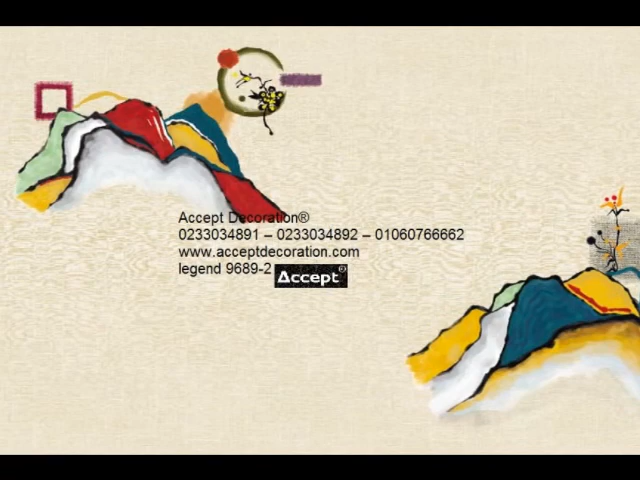 Accept Decoration®
0233034891 – 0233034892 – 01060766662
www.acceptdecoration.com
legend 9689-2
Accept®